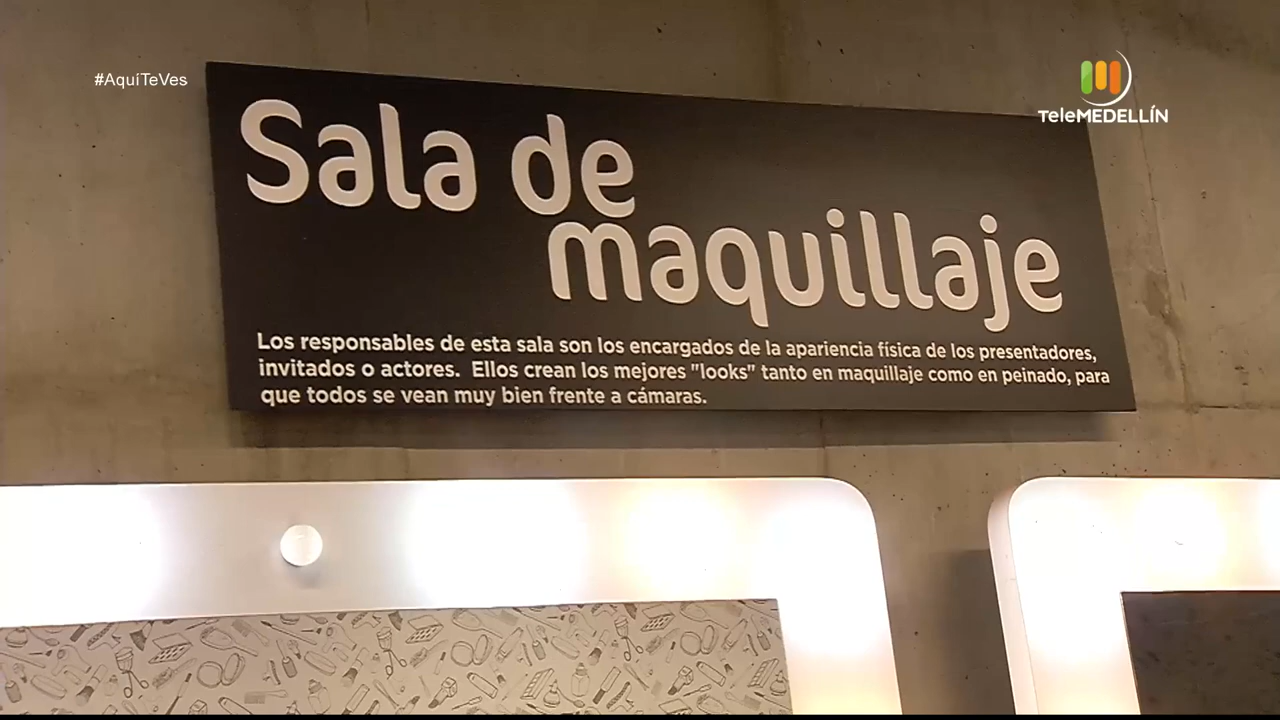 #AquíTeVes
TeleMEDELLÍN
Sala de
maquillaje
Los responsables de esta sala son los encargados de la apariencia física de los presentadores,
invitados o actores. Ellos crean los mejores "looks" tanto en maquillaje como en peinado, para
que todos se vean muy bien frente a cámaras.